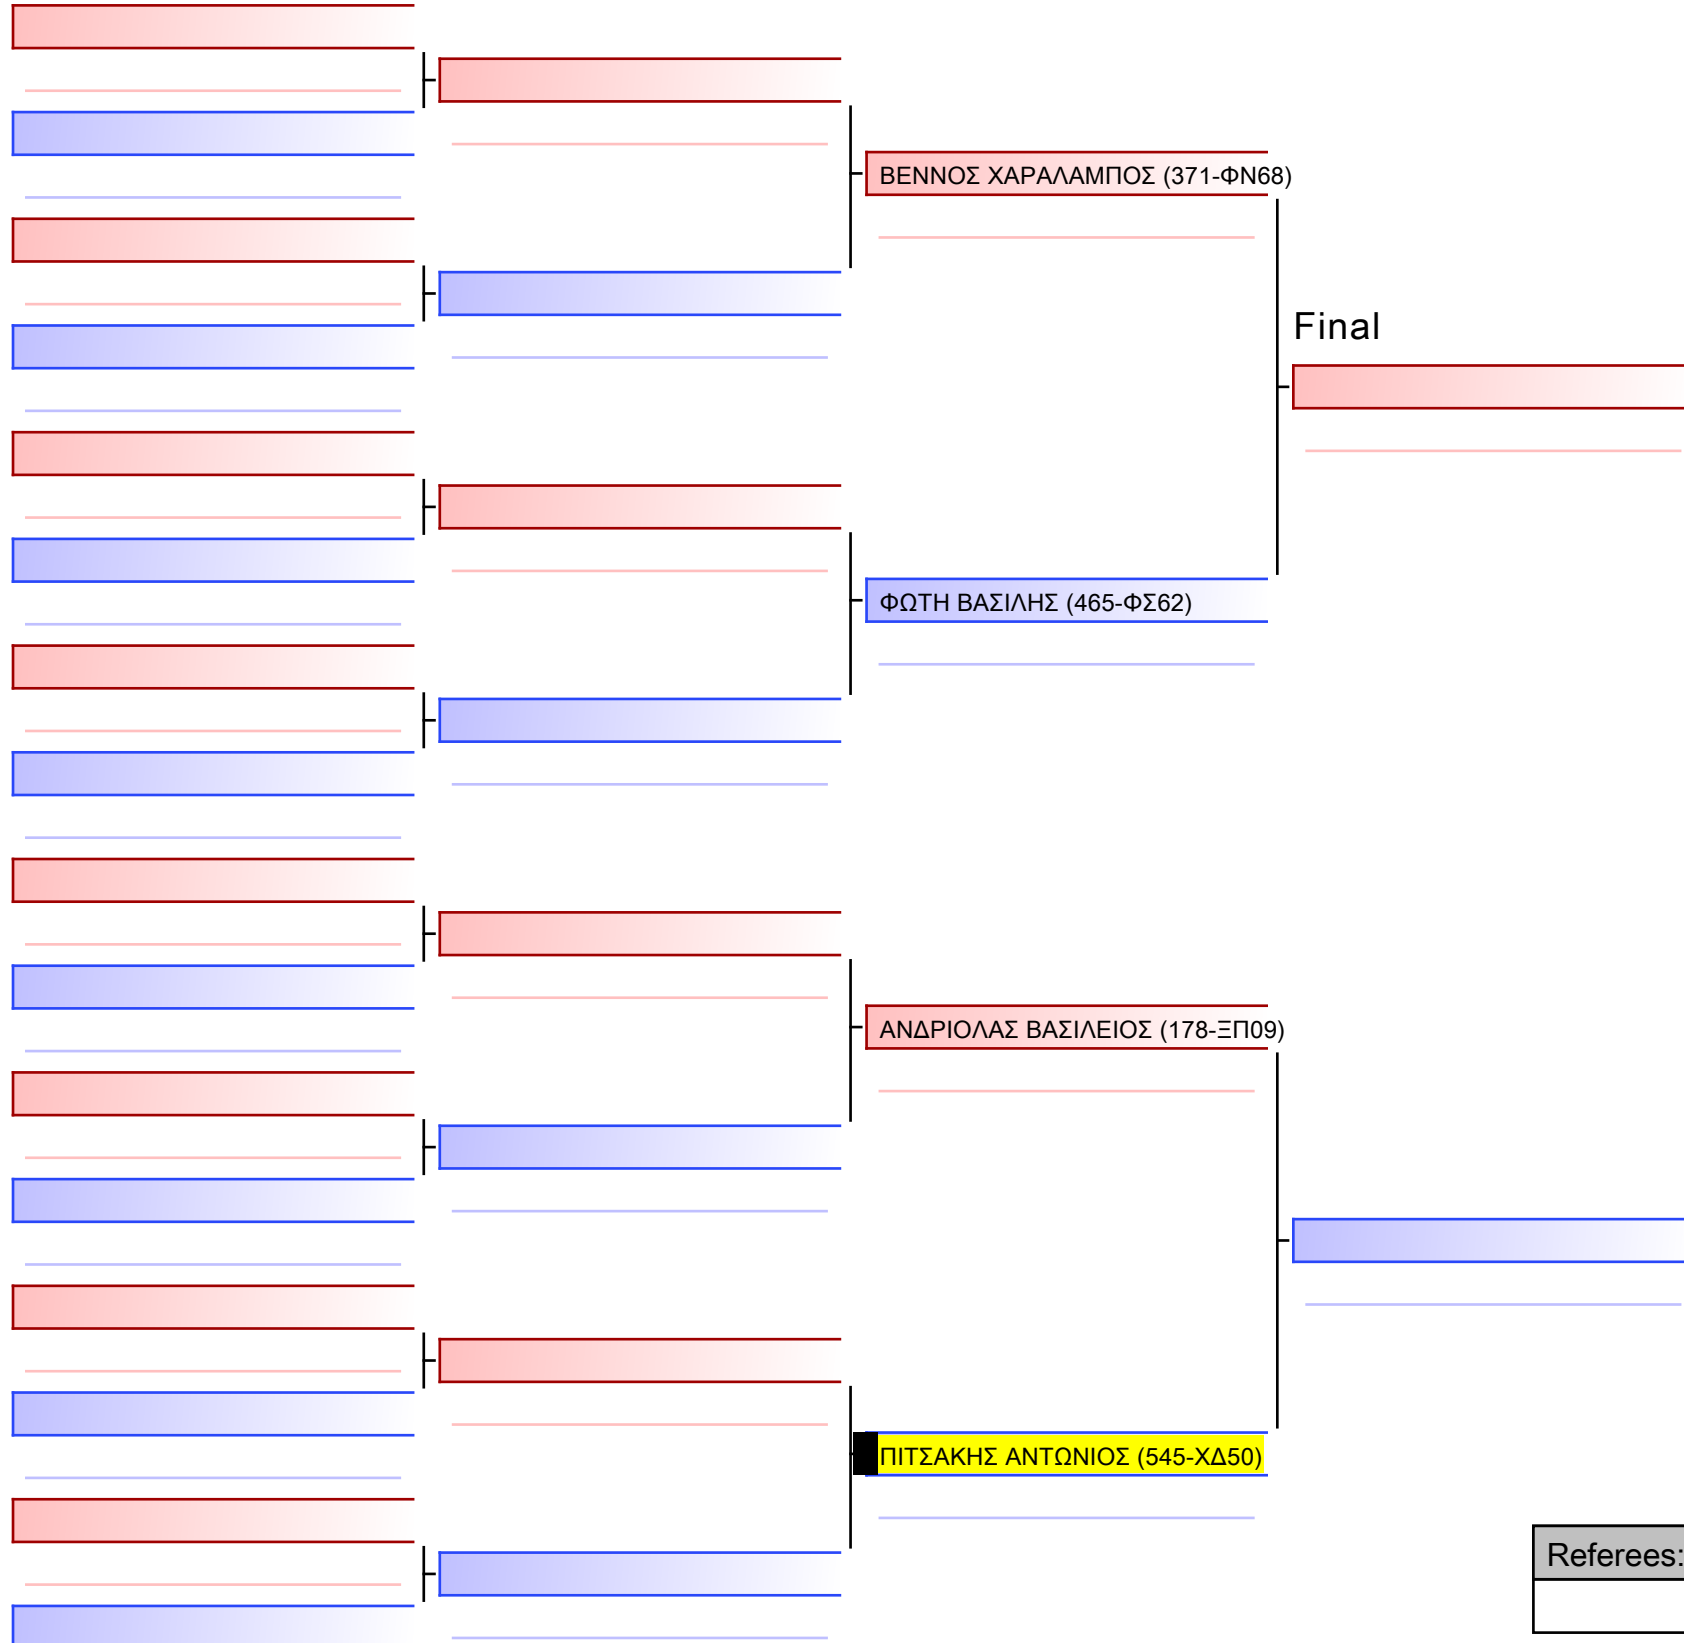 ΒΕΝΝΟΣ ΧΑΡΑΛΑΜΠΟΣ (371-ΦΝ68)
Final
ΦΩΤΗ ΒΑΣΙΛΗΣ (465-ΦΣ62)
ΑΝΔΡΙΟΛΑΣ ΒΑΣΙΛΕΙΟΣ (178-ΞΠ09)
ΠΙΤΣΑΚΗΣ ΑΝΤΩΝΙΟΣ (545-ΧΔ50)
Referees: